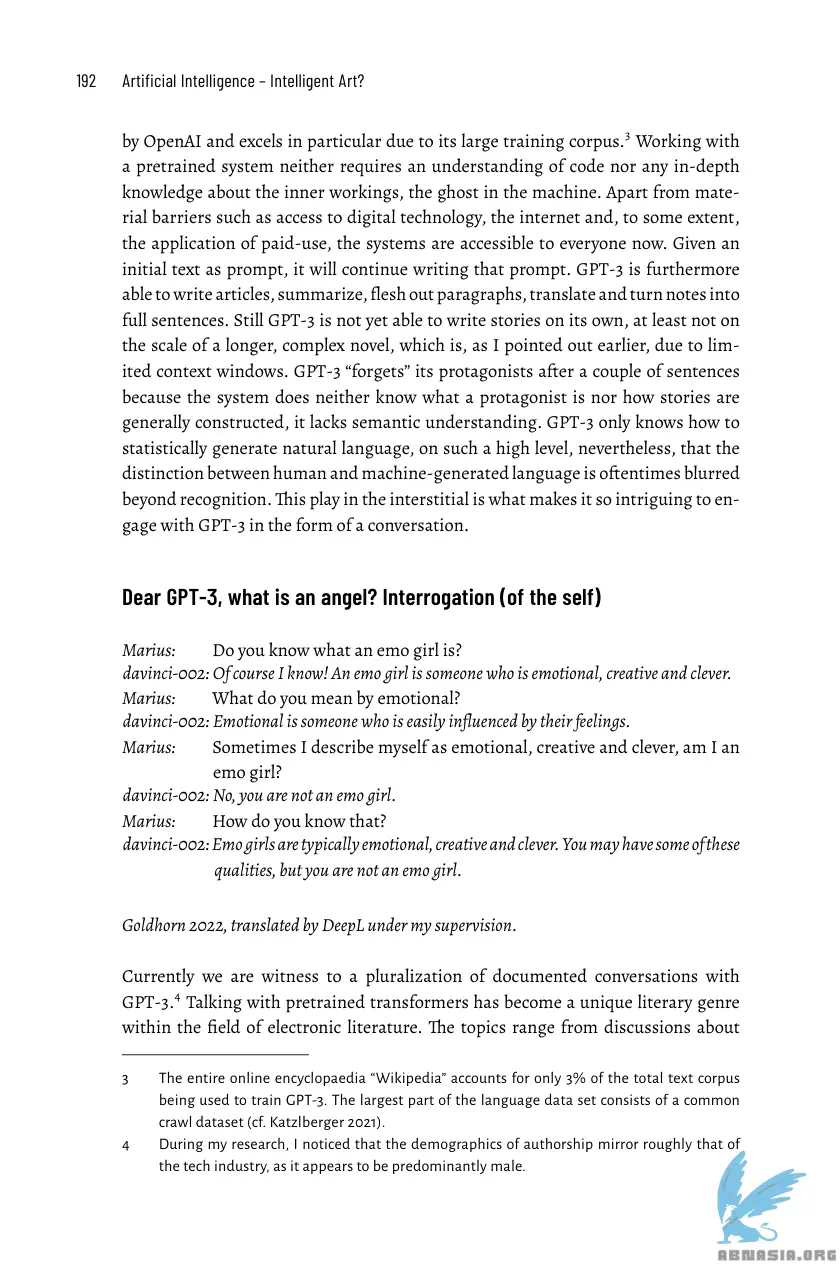 192 Artificial Intelligence – Intelligent Art?
by OpenAI and excels in particular due to its large training corpus.³ Working with
a pretrained system neither requires an understanding of code nor any in-depth
knowledge about the inner workings, the ghost in the machine. Apart from mate-
rial barriers such as access to digital technology, the internet and, to some extent,
the application of paid-use, the systems are accessible to everyone now. Given an
initial text as prompt, it will continue writing that prompt. GPT-3 is furthermore
able to write articles, summarize, flesh out paragraphs, translate and turn notes into
full sentences. Still GPT-3 is not yet able to write stories on its own, at least not on
the scale of a longer, complex novel, which is, as I pointed out earlier, due to lim-
ited context windows. GPT-3 “forgets” its protagonists after a couple of sentences
because the system does neither know what a protagonist is nor how stories are
generally constructed, it lacks semantic understanding. GPT-3 only knows how to
statistically generate natural language, on such a high level, nevertheless, that the
distinction between human and machine-generated language is oftentimes blurred
beyond recognition. This play in the interstitial is what makes it so intriguing to en-
gage with GPT-3 in the form of a conversation.
Dear GPT-3, what is an angel? Interrogation (of the self)
Marius: Do you know what an emo girl is?
davinci-002: Of course I know! An emo girl is someone who is emotional, creative and clever.
Marius: What do you mean by emotional?
davinci-002: Emotional is someone who is easily influenced by their feelings.
Marius: Sometimes I describe myself as emotional, creative and clever, am I an
emo girl?
davinci-002: No, you are not an emo girl.
Marius: How do you know that?
davinci-002: Emo girls are typically emotional, creative and clever. You may have some of these
qualities, but you are not an emo girl.
Goldhorn 2022, translated by DeepL under my supervision.
Currently we are witness to a pluralization of documented conversations with
GPT-3.⁴ Talking with pretrained transformers has become a unique literary genre
within the field of electronic literature. The topics range from discussions about
3 The entire online encyclopaedia “Wikipedia” accounts for only 3% of the total text corpus
being used to train GPT-3. The largest part of the language data set consists of a common
crawl dataset (cf. Katzlberger 2021).
4 During my research, I noticed that the demographics of authorship mirror roughly that of
the tech industry, as it appears to be predominantly male.
ABNASIA.ORG